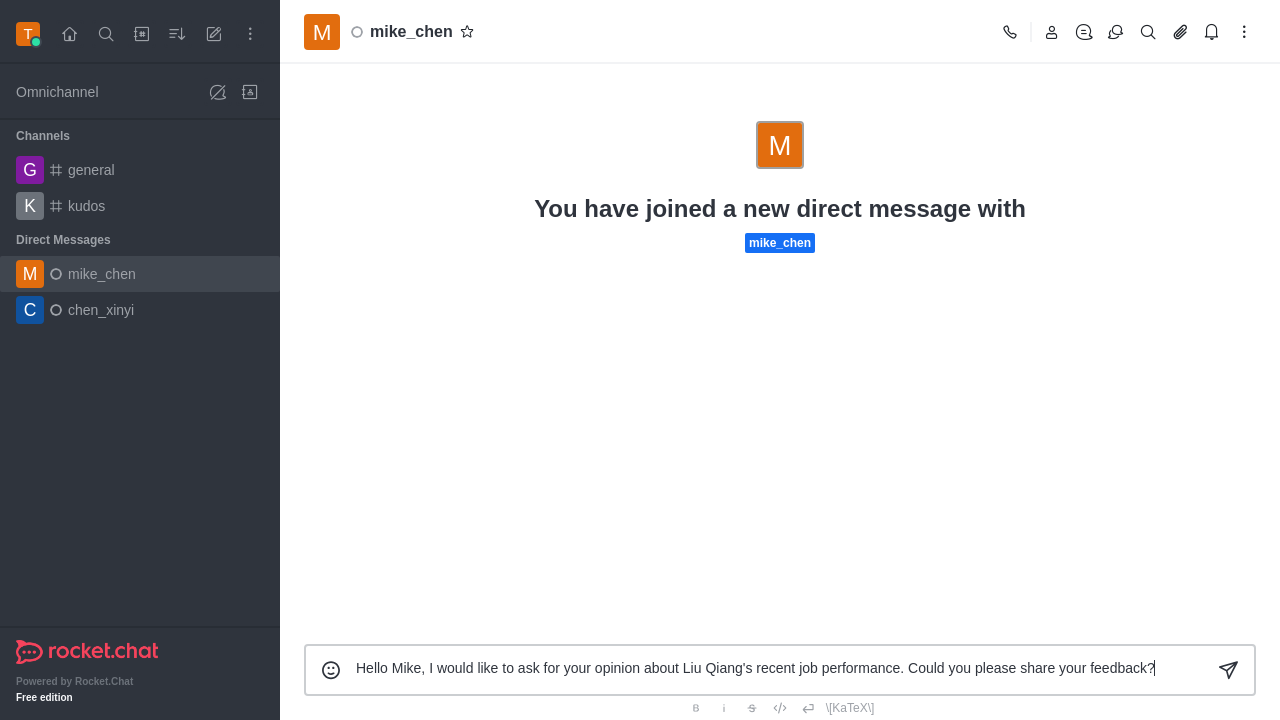 T
Omnichannel
Channels
G general
K kudos
Direct Messages
M mike_chen
C chen_xinyi
rocket.chat
Powered by Rocket.Chat
Free edition
M mike_chen
M
You have joined a new direct message with
mike_chen
Hello Mike, I would like to ask for your opinion about Liu Qiang's recent job performance. Could you please share your feedback?
B i S \[KaTeX\]